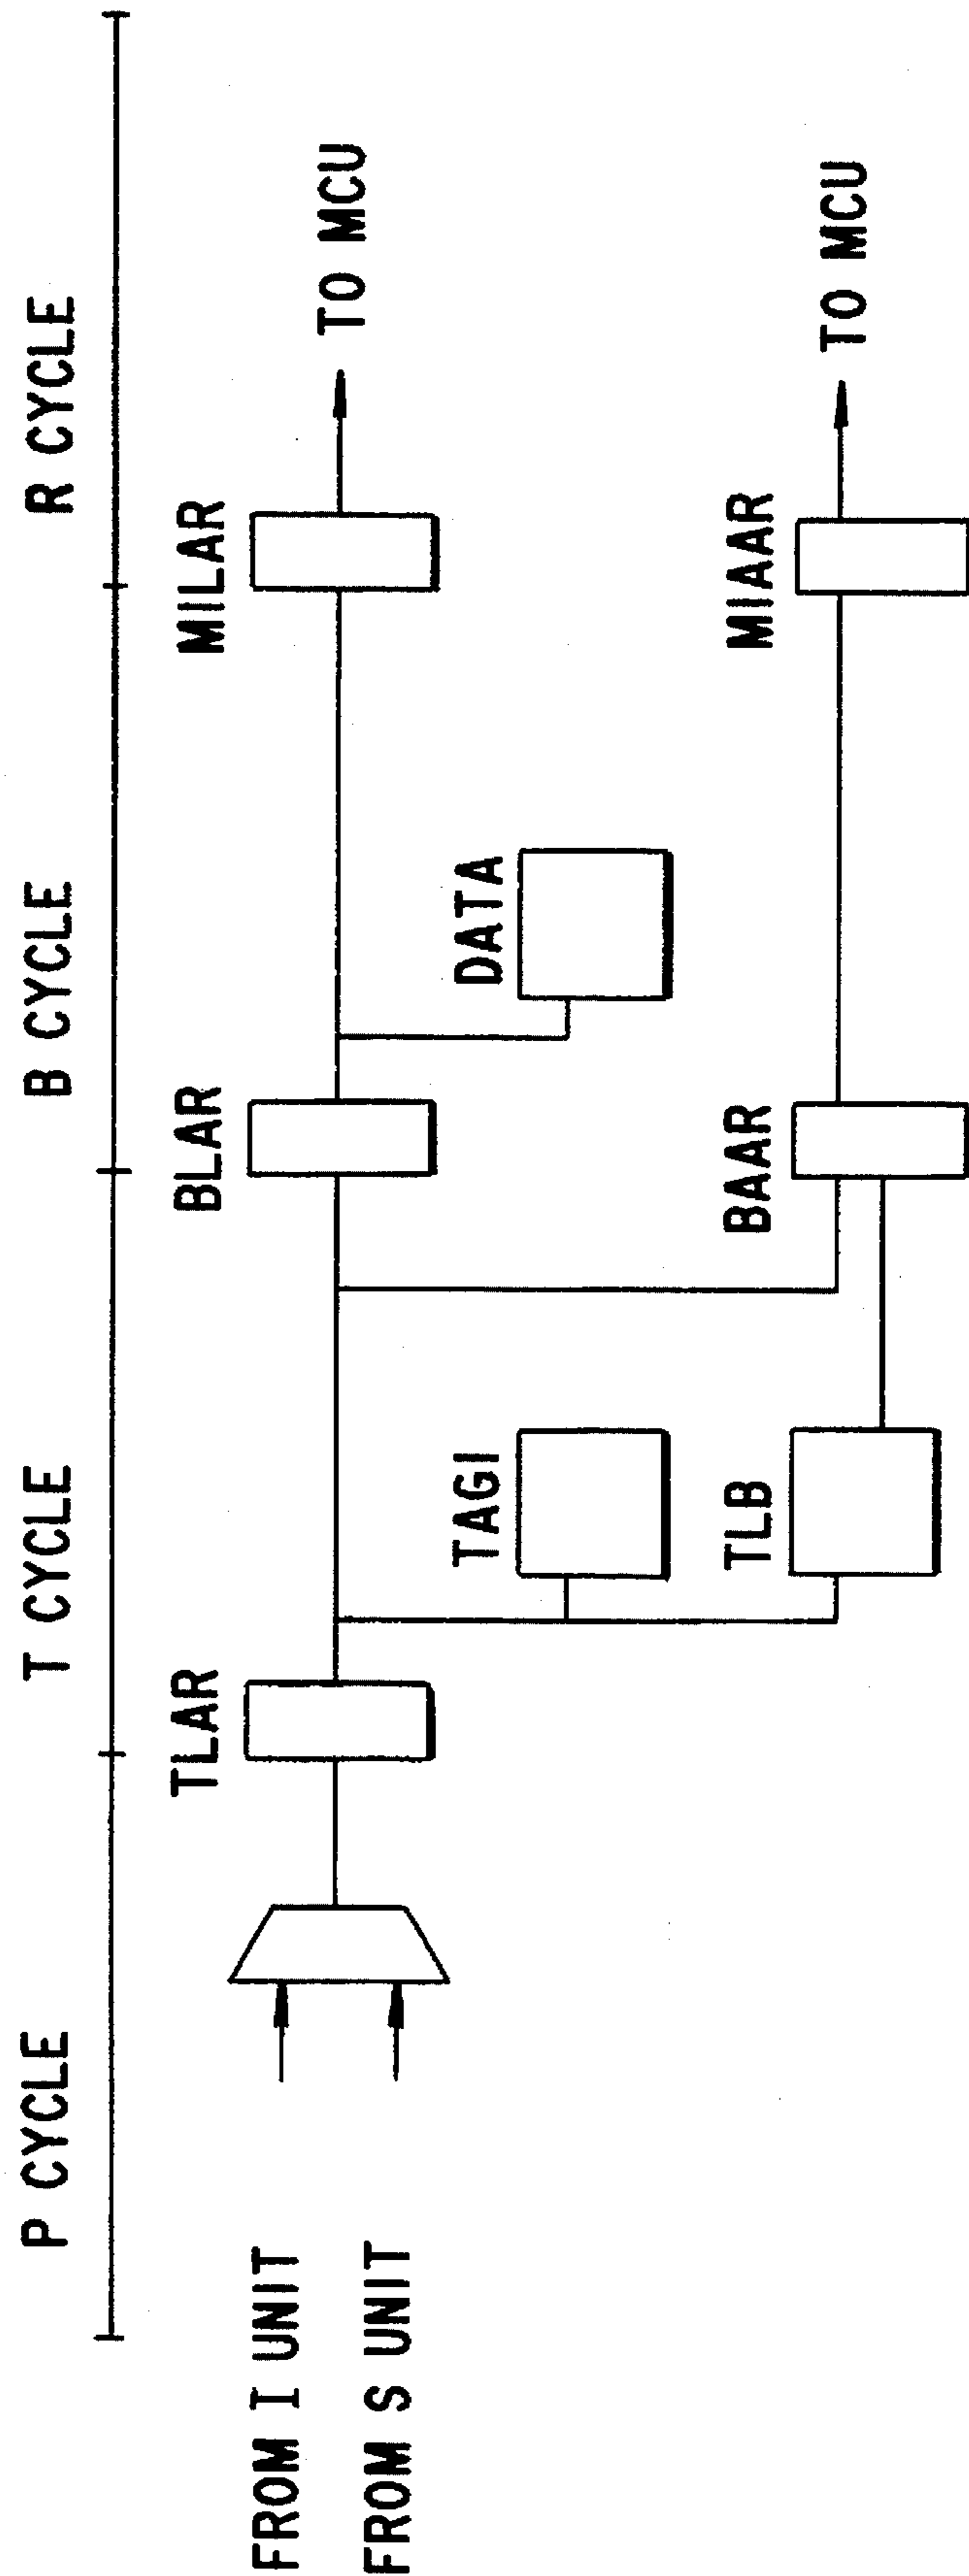 P CYCLE
T CYCLE
B CYCLE
R CYCLE
FROM I UNIT
FROM S UNIT
TLAR
BLAR
MILAR
TO MCU
TAGI
DATA
TLB
BAAR
MIAAR
TO MCU